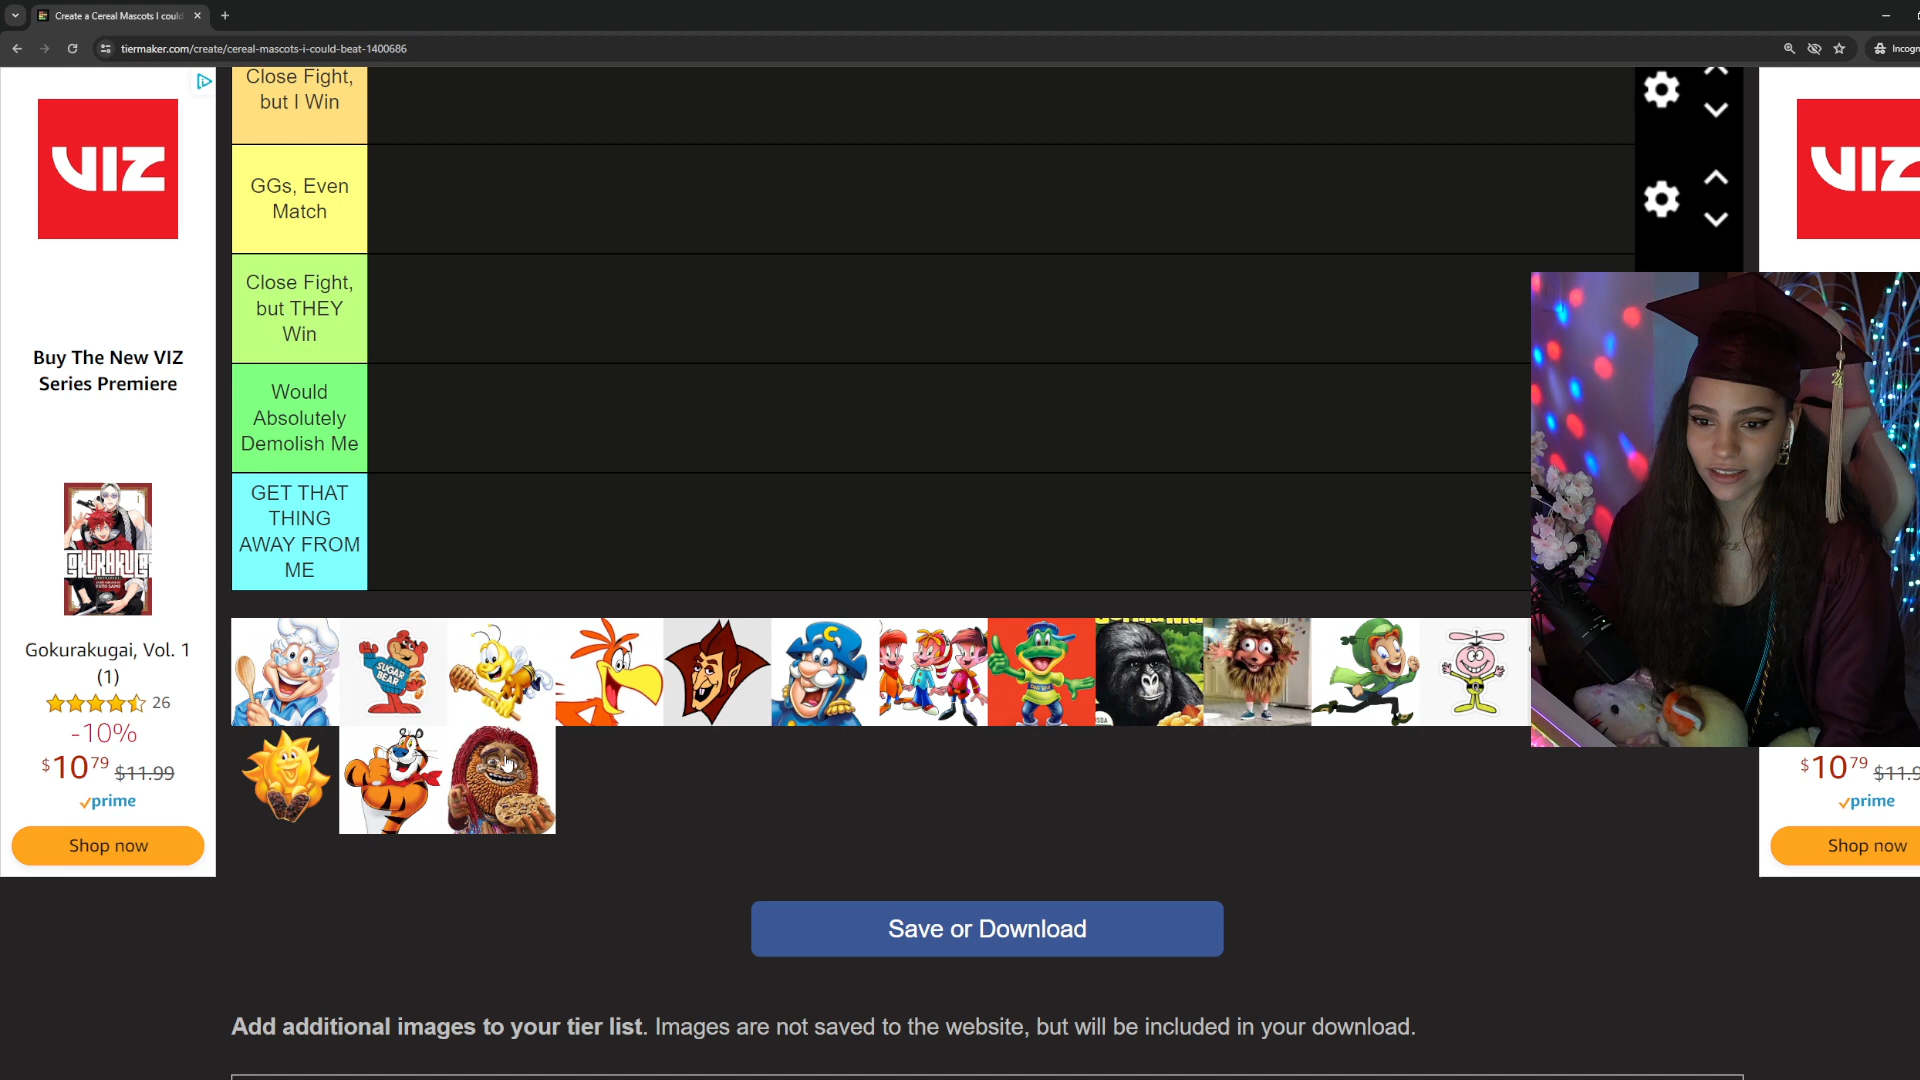 Create a Cereal Mascots I could
tiermaker.com/create/cereal-mascots-i-could-beat-1400686
Incogn
VIZ
Buy The New VIZ
Series Premiere
GOKURAKUGAI
Gokurakugai, Vol. 1
(1)
26
-10%
$10 79 $11.99
prime
Shop now
Close Fight,
but I Win
GGs, Even
Match
Close Fight,
but THEY
Win
Would
Absolutely
Demolish Me
GET THAT
THING
AWAY FROM
ME
SUGAR
BEAR
C
Save or Download
Add additional images to your tier list. Images are not saved to the website, but will be included in your download.
VIZ
$10 79 $11.9
prime
Shop now